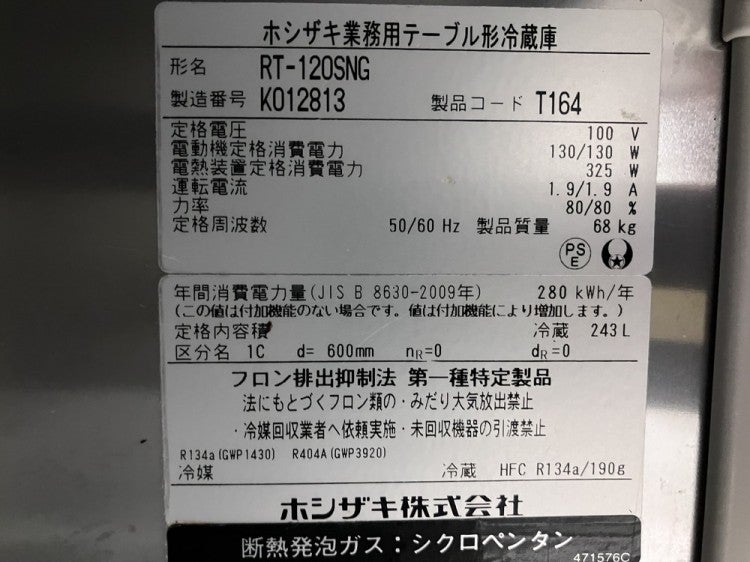 ホシザキ業務用テーブル形冷蔵庫
形名 RT-120SNG
製造番号 K012813 製品コード T164
定格電圧 100 V
電動機定格消費電力 130/130 W
電熱装置定格消費電力 325 W
運転電流 1.9/1.9 A
力率 80/80 %
定格周波数 50/60 Hz 製品質量 68 kg
PS
E
年間消費電力量(JIS B 8630-2009年) 280 kWh/年
(この値は付加機能のない場合です。値は付加機能により増加します。)
定格内容積 冷蔵 243L
区分名 1C d= 600mm nR=0 dR=0
フロン排出抑制法 第一種特定製品
法にもとづくフロン類の・みだり大気放出禁止
・冷媒回収業者へ依頼実施・未回収機器の引渡禁止
R134a(GWP1430) R404A(GWP3920)
冷媒 冷蔵 HFC R134a/190g
ホシザキ株式会社
断熱発泡ガス：シクロペンタン
471576C